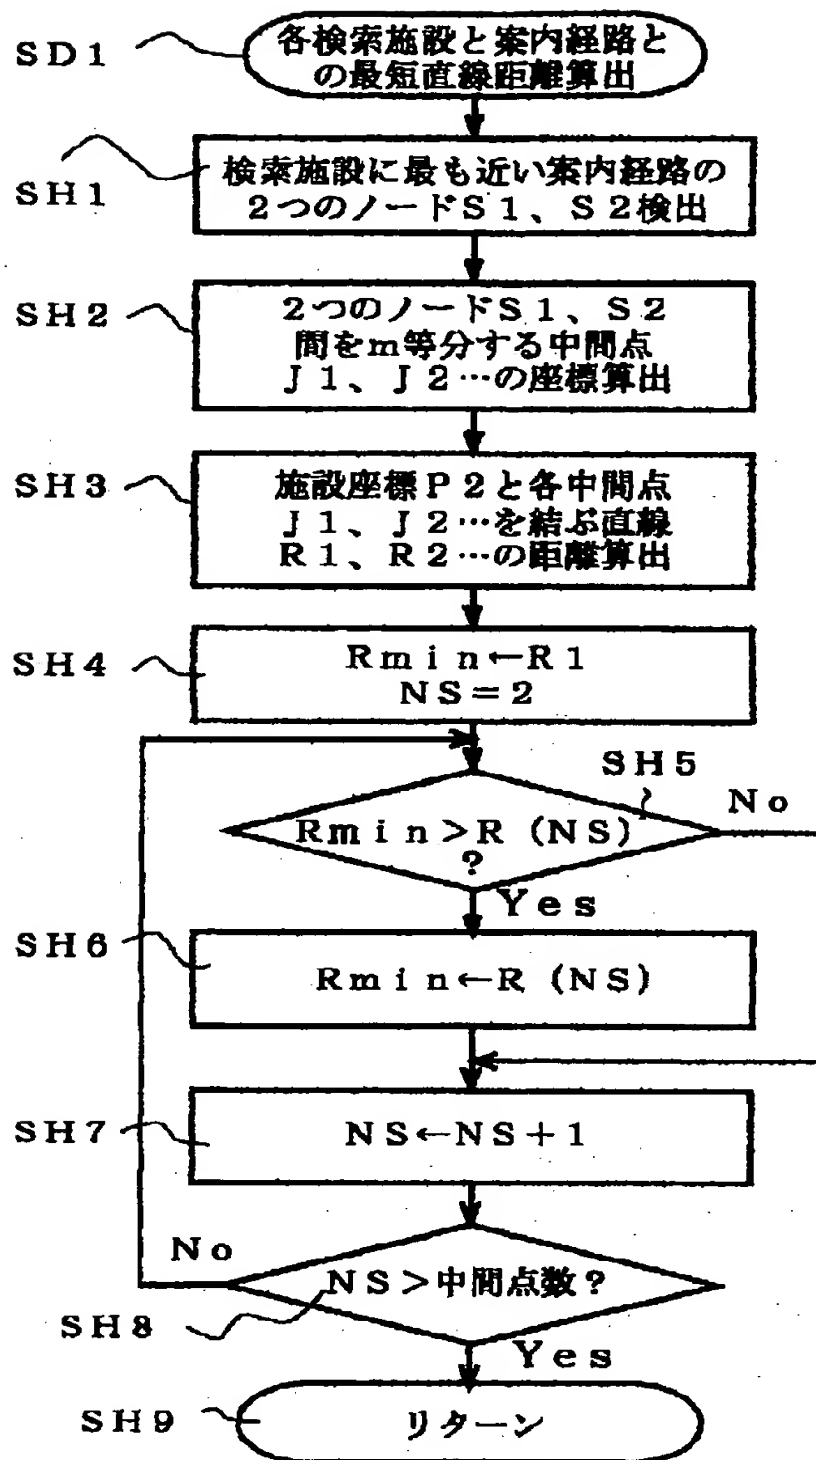 SD1
各検索施設と案内経路と
の最短直線距離算出
SH1
検索施設に最も近い案内経路の
2つのノードS1、S2検出
SH2
2つのノードS1、S2
間をm等分する中間点
J1、J2…の座標算出
SH3
施設座標P2と各中間点
J1、J2…を結ぶ直線
R1、R2…の距離算出
SH4
Rmin←R1
NS=2
SH5
No
Rmin>R(NS)
?
Yes
SH6
Rmin←R(NS)
SH7
NS←NS+1
No
NS>中間点数?
SH8
Yes
SH9
リターン